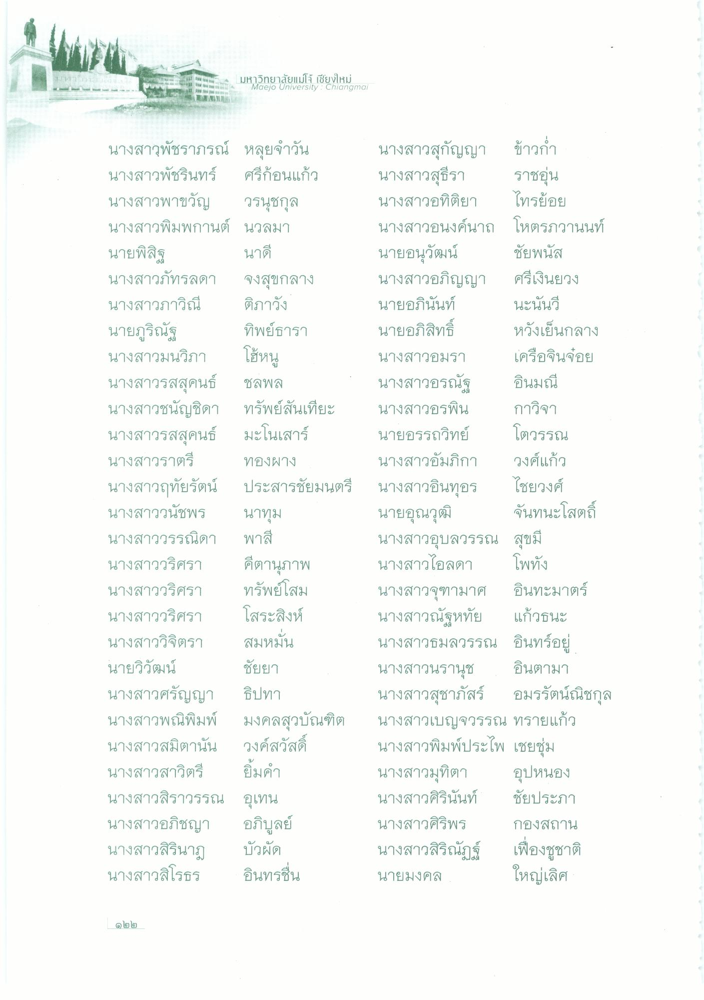 มหาวิทยาลัยแม่โจ้ เชียงใหม่
Maejo University : Chiangmai
นางสาวพัชราภรณ์ หลุยจำวัน
นางสาวพัชรินทร์ ศรีก้อนแก้ว
นางสาวพาขวัญ วรนุชกุล
นางสาวพิมพกานต์ นวลมา
นายพิสิฐ นาดี
นางสาวภัทรลดา จงสุขกลาง
นางสาวภาวิณี ติภาวัง
นายภูริณัฐ ทิพย์ธารา
นางสาวมนวิภา โฮ้หนู
นางสาวรสสุคนธ์ ชลพล
นางสาวชนัญชิดา ทรัพย์สันเทียะ
นางสาวรสสุคนธ์ มะโนเสาร์
นางสาวราตรี ทองผาง
นางสาวฤทัยรัตน์ ประสารชัยมนตรี
นางสาววนัชพร นาทุม
นางสาววรรณิดา พาสี
นางสาววริศรา คีตานุภาพ
นางสาววริศรา ทรัพย์โสม
นางสาววริศรา โสระสิงห์
นางสาววิจิตรา สมหมั่น
นายวิวัฒน์ ชัยยา
นางสาวศรัญญา ธิปทา
นางสาวพณิพิมพ์ มงคลสุวบัณฑิต
นางสาวสมิตานัน วงค์สวัสดิ์
นางสาวสาวิตรี ยิ้มคำ
นางสาวสิราวรรณ อุเทน
นางสาวอภิชญา อภิบูลย์
นางสาวสิรินาฎ บัวผัด
นางสาวสิโรธร อินทรชื่น
นางสาวสุกัญญา ข้าวก่ำ
นางสาวสุธีรา ราชอุ่น
นางสาวอทิติยา ไทรย้อย
นางสาวอนงค์นาถ โหตรภวานนท์
นายอนุวัฒน์ ชัยพนัส
นางสาวอภิญญา ศรีเงินยวง
นายอภินันท์ นะนันวี
นายอภิสิทธิ์ หวังเย็นกลาง
นางสาวอมรา เครือจินจ๋อย
นางสาวอรณัฐ อินมณี
นางสาวอรพิน กาวิจา
นายอรรถวิทย์ โตวรรณ
นางสาวอัมภิกา วงศ์แก้ว
นางสาวอินทุอร ไชยวงศ์
นายอุณวุฒิ จันทนะโสตถิ์
นางสาวอุบลวรรณ สุขมี
นางสาวไอลดา โพทัง
นางสาวจุฑามาศ อินทะมาตร์
นางสาวณัฐหทัย แก้วธนะ
นางสาวธมลวรรณ อินทร์อยู่
นางสาวนรานุช อินตามา
นางสาวสุชาภัสร์ อมรรัตน์ณิชกุล
นางสาวเบญจวรรณ ทรายแก้ว
นางสาวพิมพ์ประไพ เชยชุ่ม
นางสาวมุทิตา อุปหนอง
นางสาวศิรินันท์ ชัยประภา
นางสาวศิริพร กองสถาน
นางสาวสิริณัฏฐ์ เฟื่องชูชาติ
นายมงคล ใหญ่เลิศ
๑๒๒